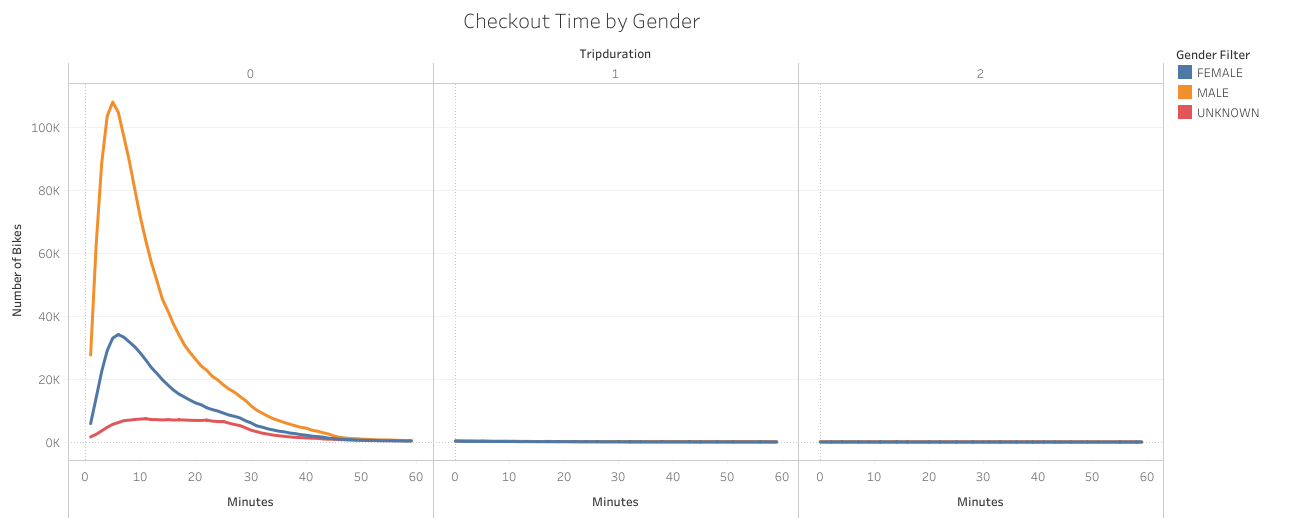 Checkout Time by Gender
Tripduration
0 1 2
Gender Filter
FEMALE
MALE
UNKNOWN
Number of Bikes
100K
80K
60K
40K
20K
0K
0 10 20 30 40 50 60 0 10 20 30 40 50 60 0 10 20 30 40 50 60
Minutes Minutes Minutes